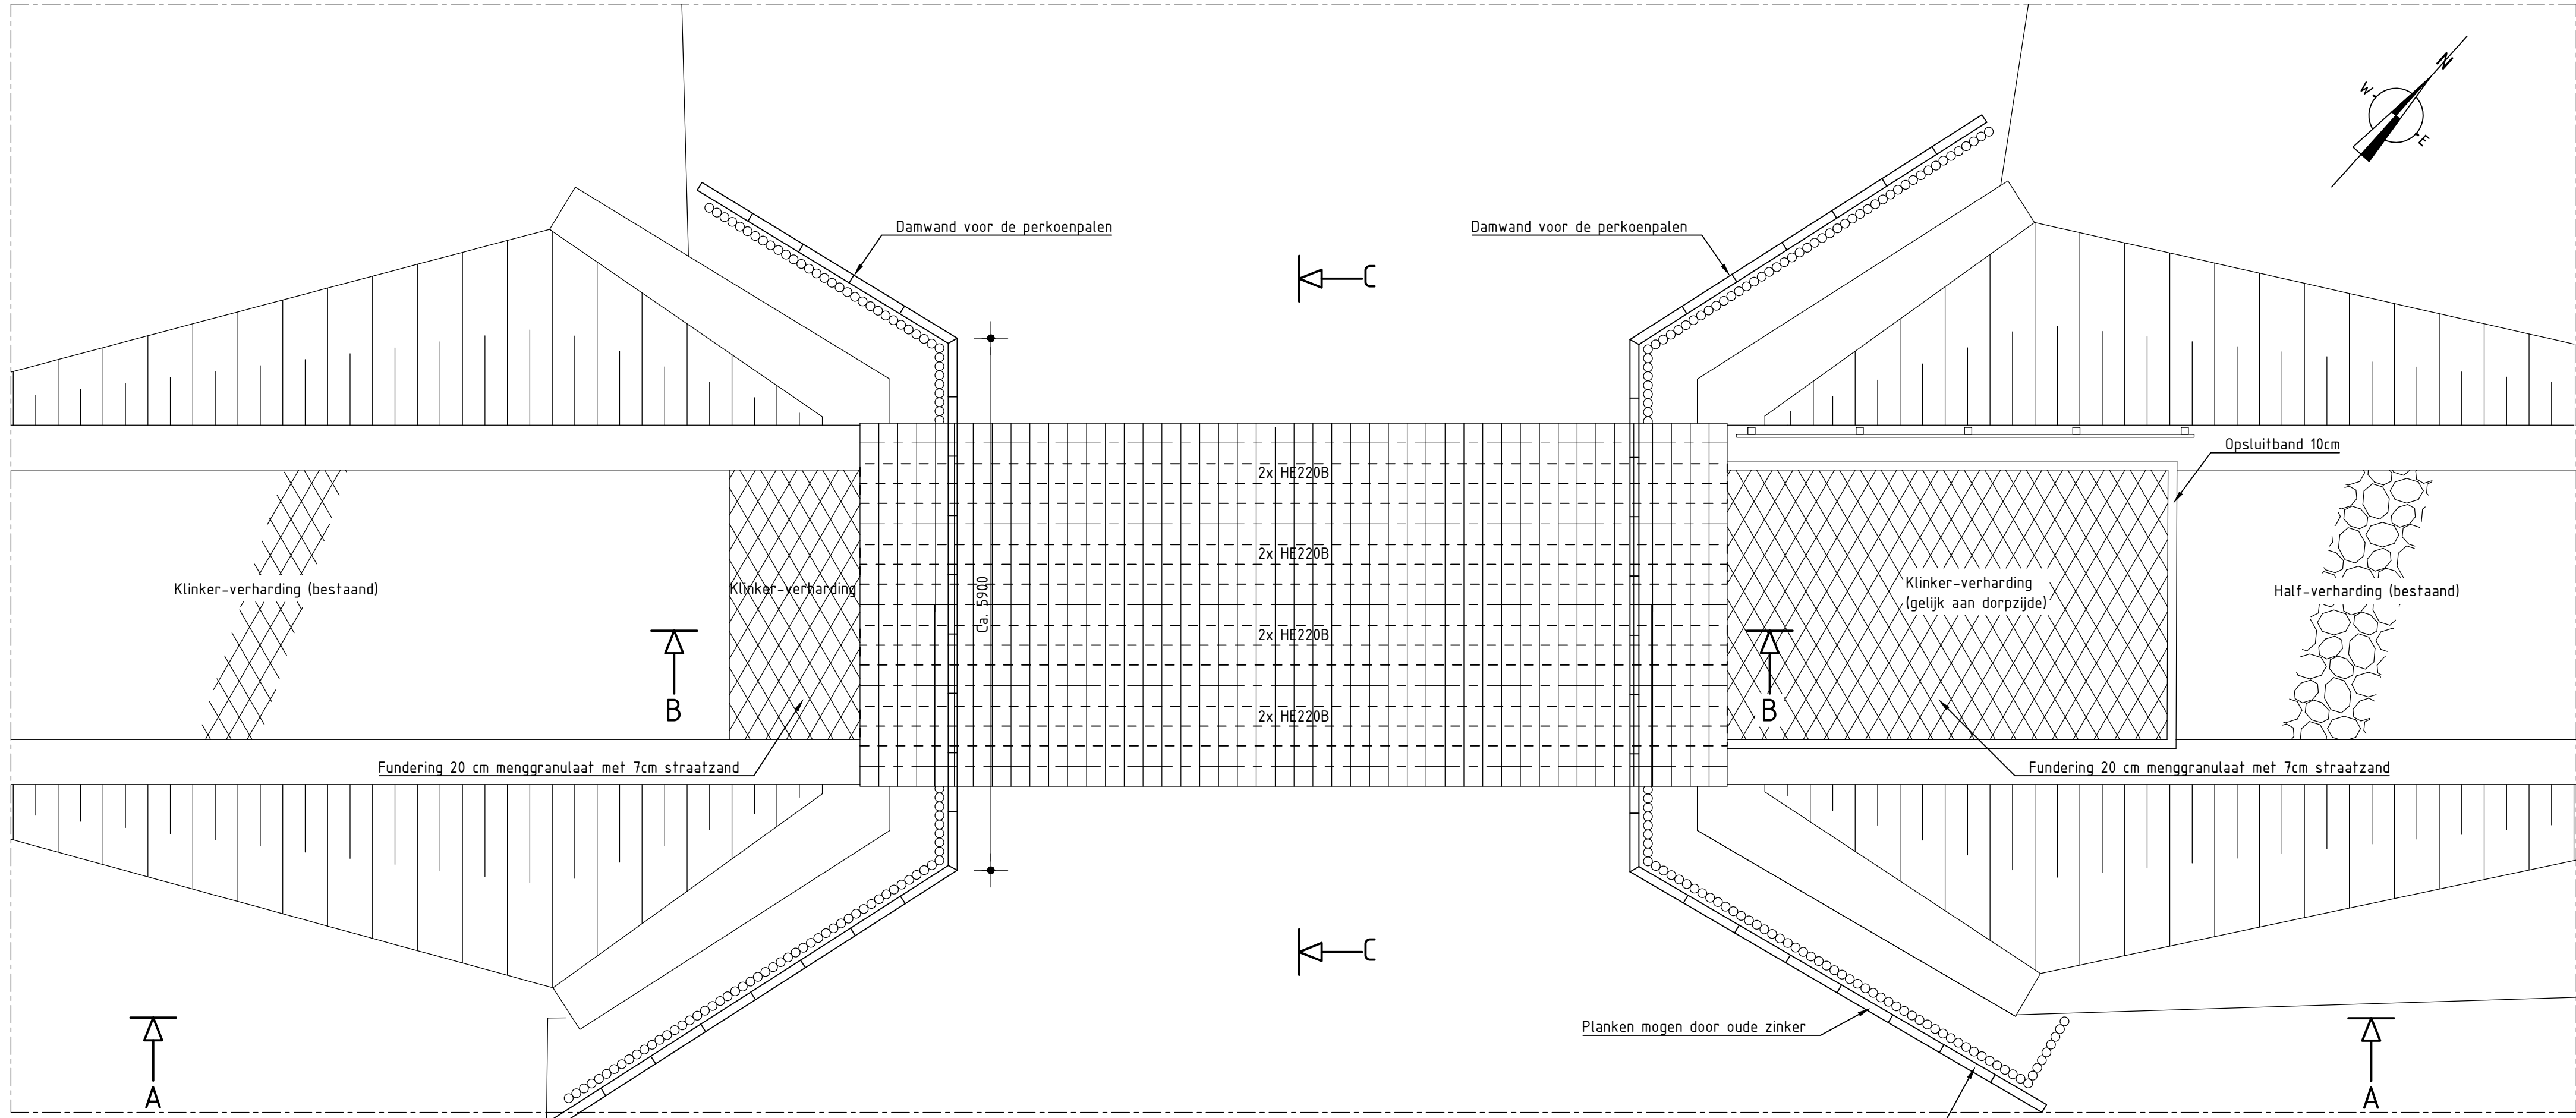 N
W
E
Damwand voor de perkoenpalen
Damwand voor de perkoenpalen
C
Opsluitband 10cm
2x HE220B
2x HE220B
Ca. 5900
Klinker-verharding (bestaand)
Klinker-verharding
Klinker-verharding
(gelijk aan dorpzijde)
Half-verharding (bestaand)
2x HE220B
B
B
2x HE220B
Fundering 20 cm menggranulaat met 7cm straatzand
Fundering 20 cm menggranulaat met 7cm straatzand
C
Planken mogen door oude zinker
A
A